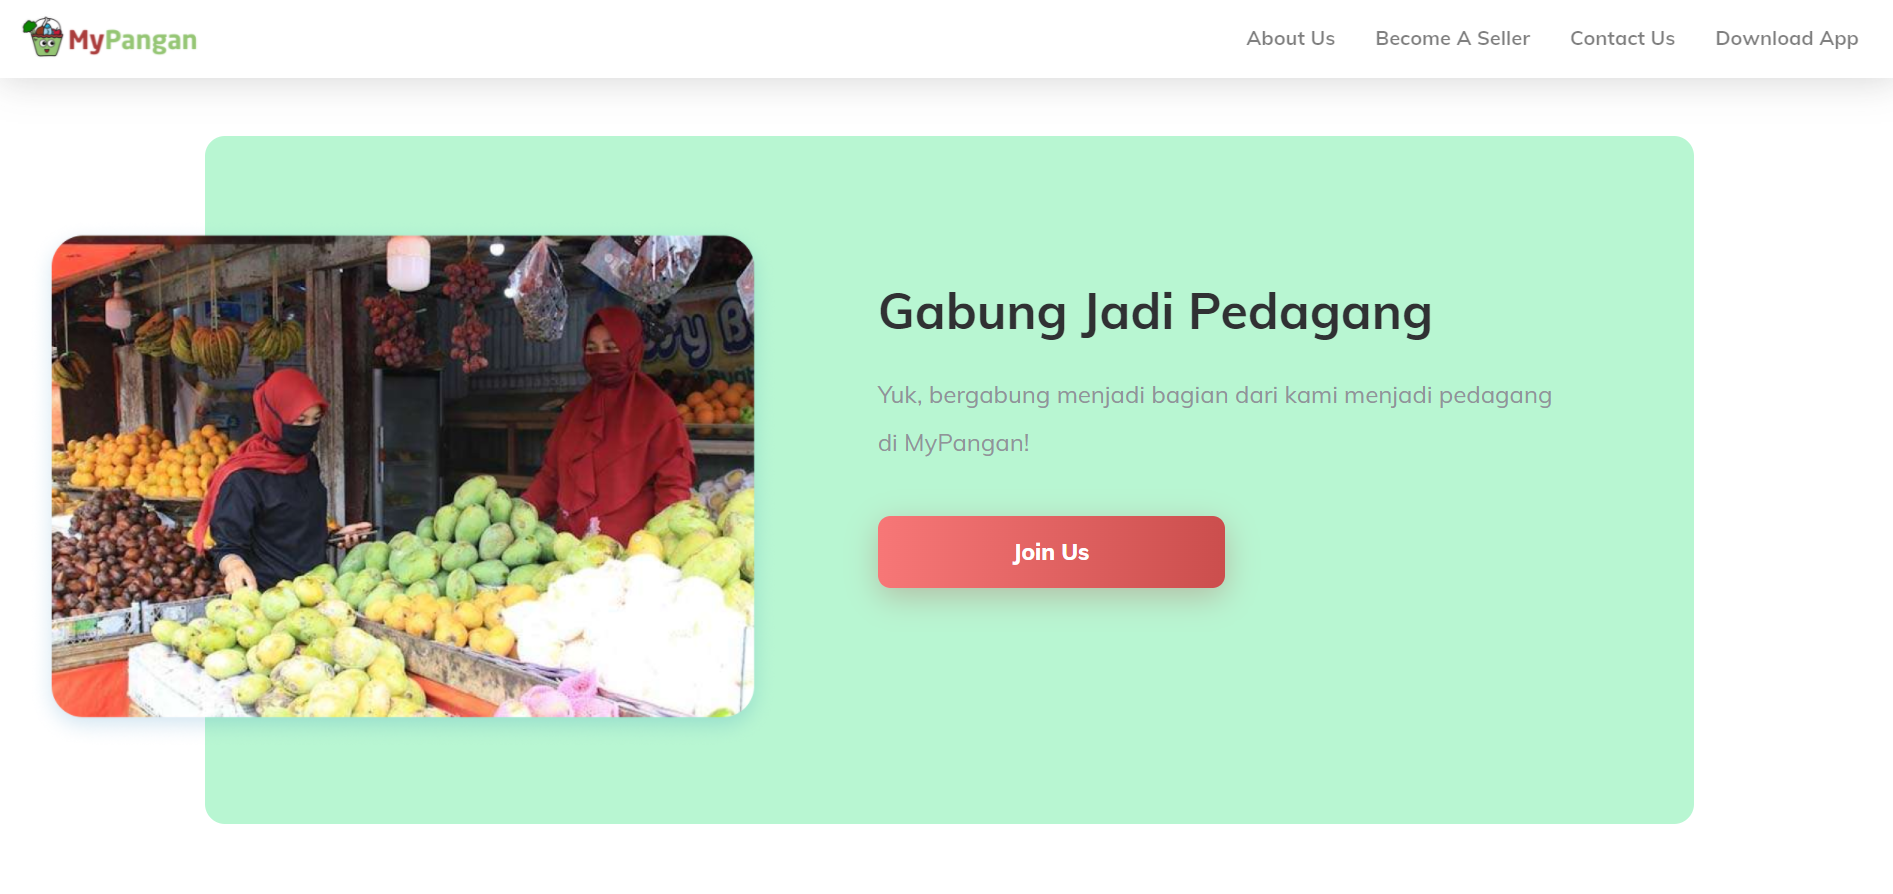 MyPangan
About Us
Become A Seller
Contact Us
Download App
Gabung Jadi Pedagang
Yuk, bergabung menjadi bagian dari kami menjadi pedagang
di MyPangan!
Join Us